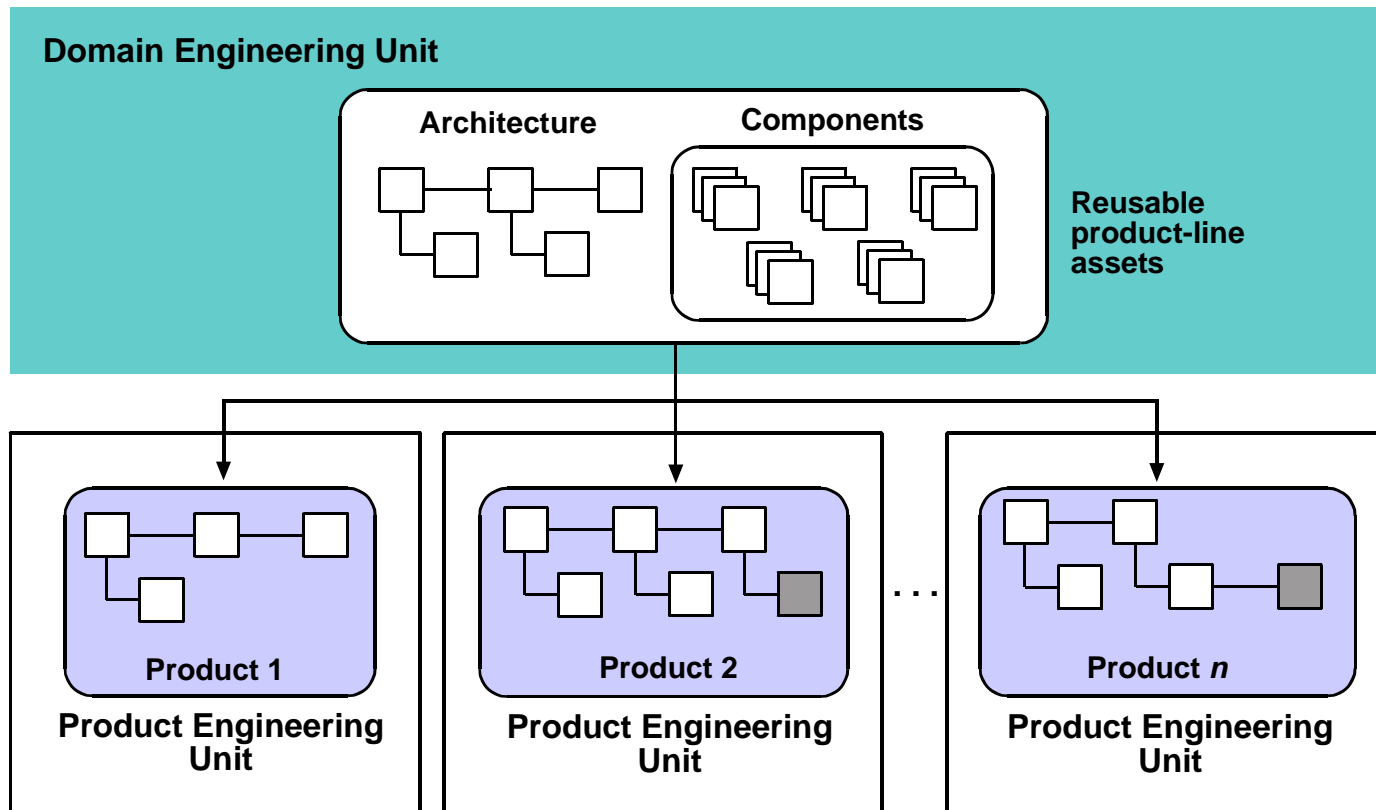 Domain Engineering Unit
Architecture
Components
Reusable
product-line
assets
. . .
Product 1
Product 2
Product n
Product Engineering
Unit
Product Engineering
Unit
Product Engineering
Unit